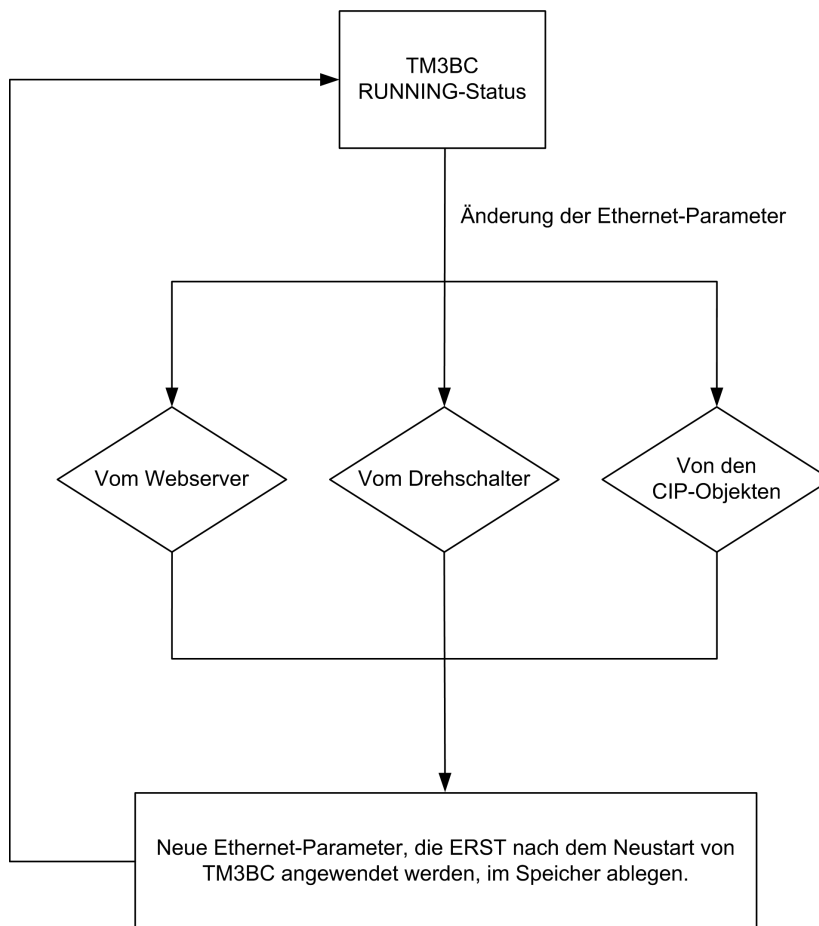 TM3BC
RUNNING-Status
Änderung der Ethernet-Parameter
Vom Webserver
Vom Drehschalter
Von den
CIP-Objekten
Neue Ethernet-Parameter, die ERST nach dem Neustart von
TM3BC angewendet werden, im Speicher ablegen.